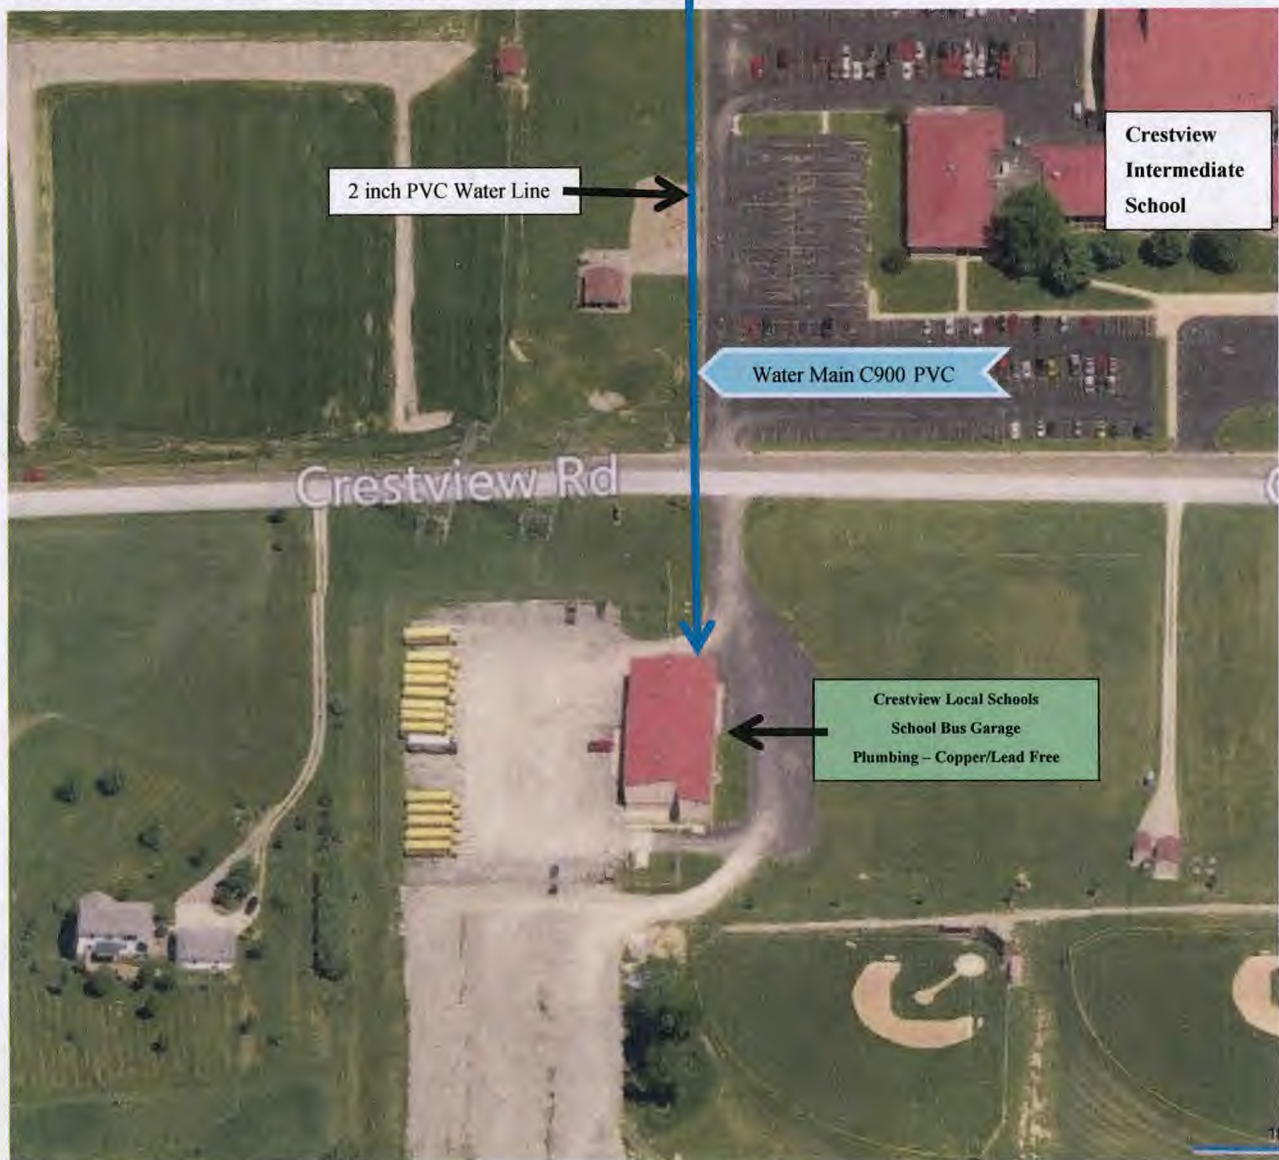 Crestview
Intermediate
School
2 inch PVC Water Line
Water Main C900 PVC
Crestview Rd
Crestview Local Schools
School Bus Garage
Plumbing – Copper/Lead Free